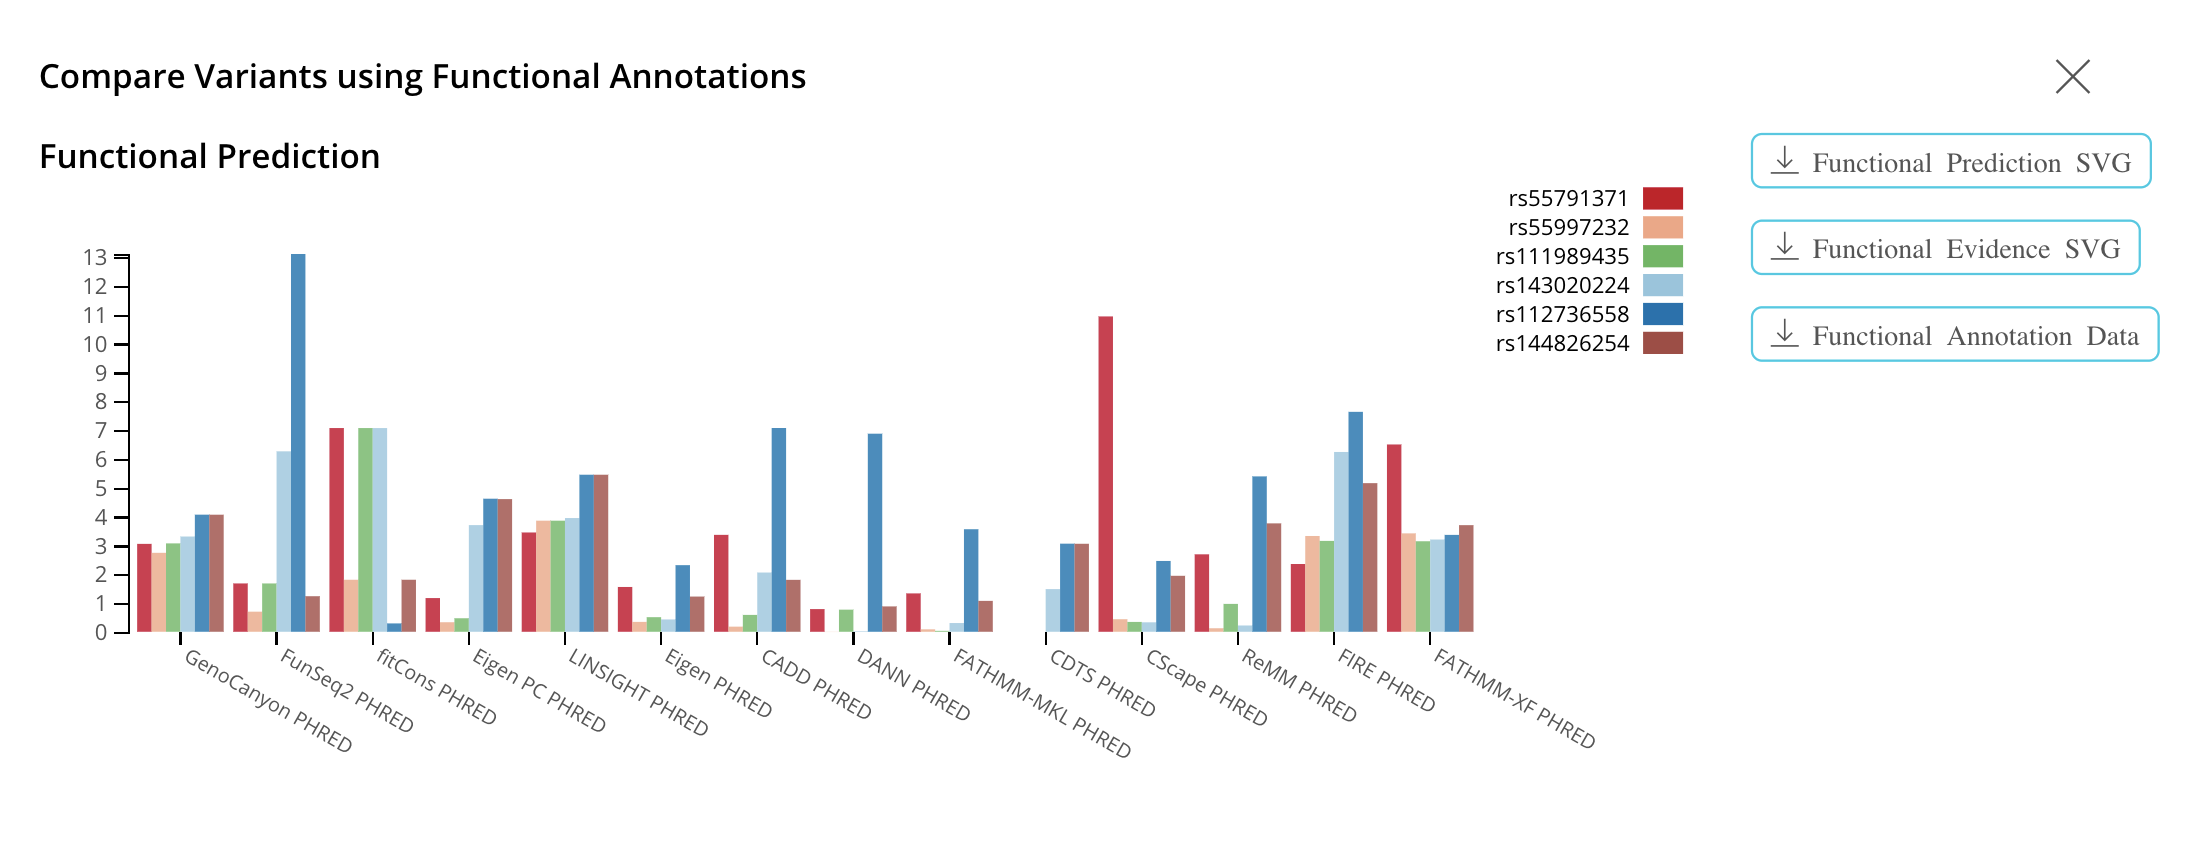 Compare Variants using Functional Annotations
Functional Prediction
Functional Prediction SVG
Functional Evidence SVG
Functional Annotation Data
rs55791371
rs55997232
rs111989435
rs143020224
rs112736558
rs144826254
13
12
11
10
9
8
7
6
5
4
3
2
1
0
GenoCanyon PHRED
FunSeq2 PHRED
fitCons PHRED
Eigen PC PHRED
LINSIGHT PHRED
Eigen PHRED
CADD PHRED
DANN PHRED
FATHMM-MKL PHRED
CDTS PHRED
CScape PHRED
ReMM PHRED
FIRE PHRED
FATHMM-XF PHRED